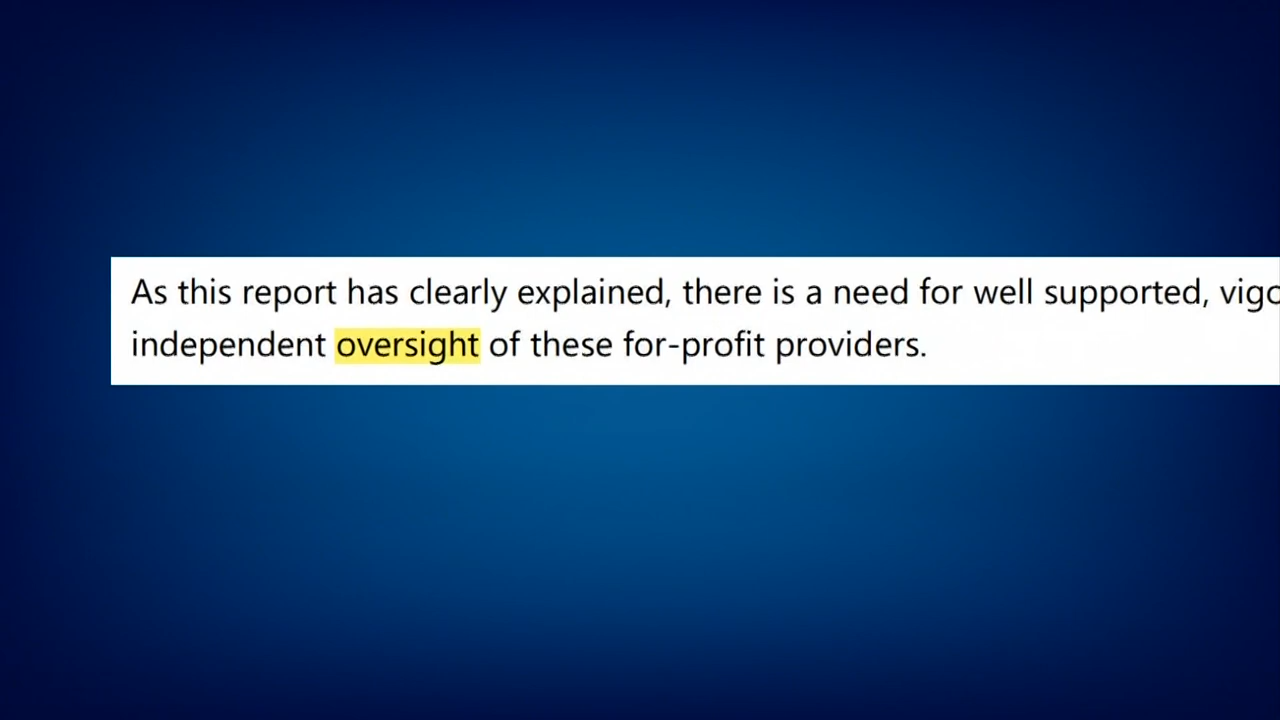 As this report has clearly explained, there is a need for well supported,
independent oversight of these for-profit providers.